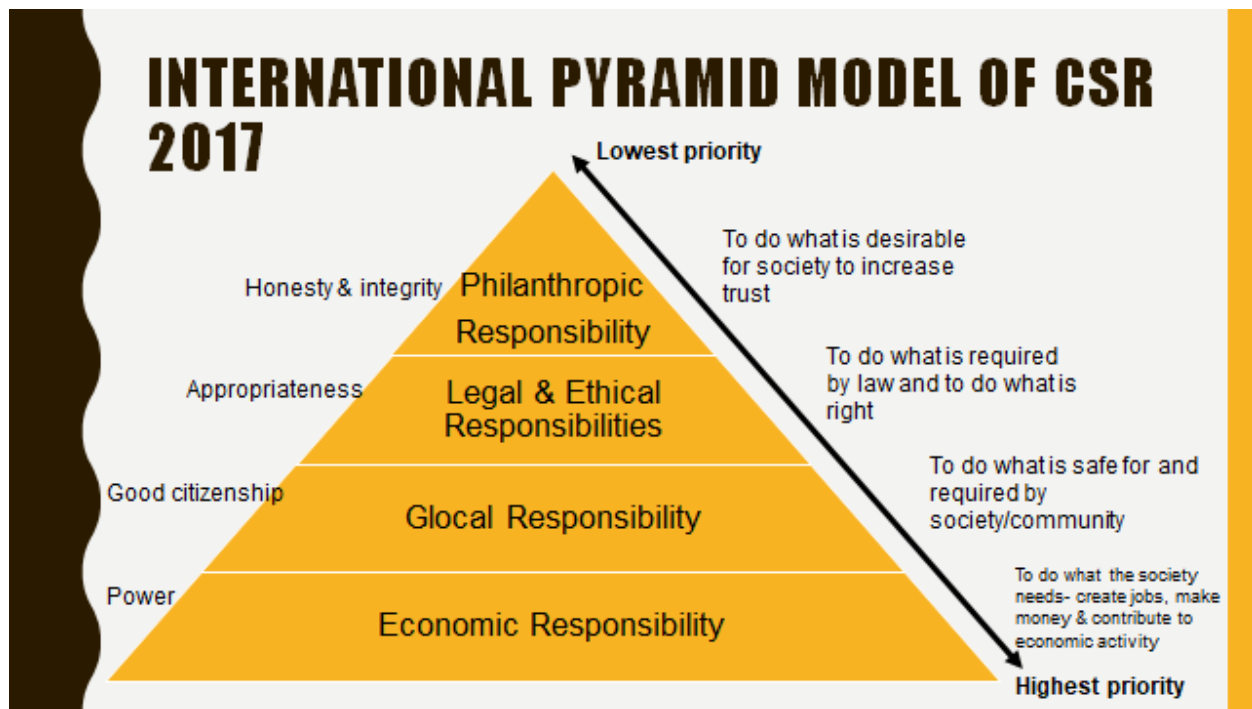 INTERNATIONAL PYRAMID MODEL OF CSR
2017
Lowest priority
To do what is desirable
for society to increase
trust
Honesty & integrity
Philanthropic
Responsibility
To do what is required
by law and to do what is
right
Appropriateness
Legal & Ethical
Responsibilities
To do what is safe for and
required by
society/community
Good citizenship
Glocal Responsibility
To do what the society
needs- create jobs, make
money & contribute to
economic activity
Power
Economic Responsibility
Highest priority